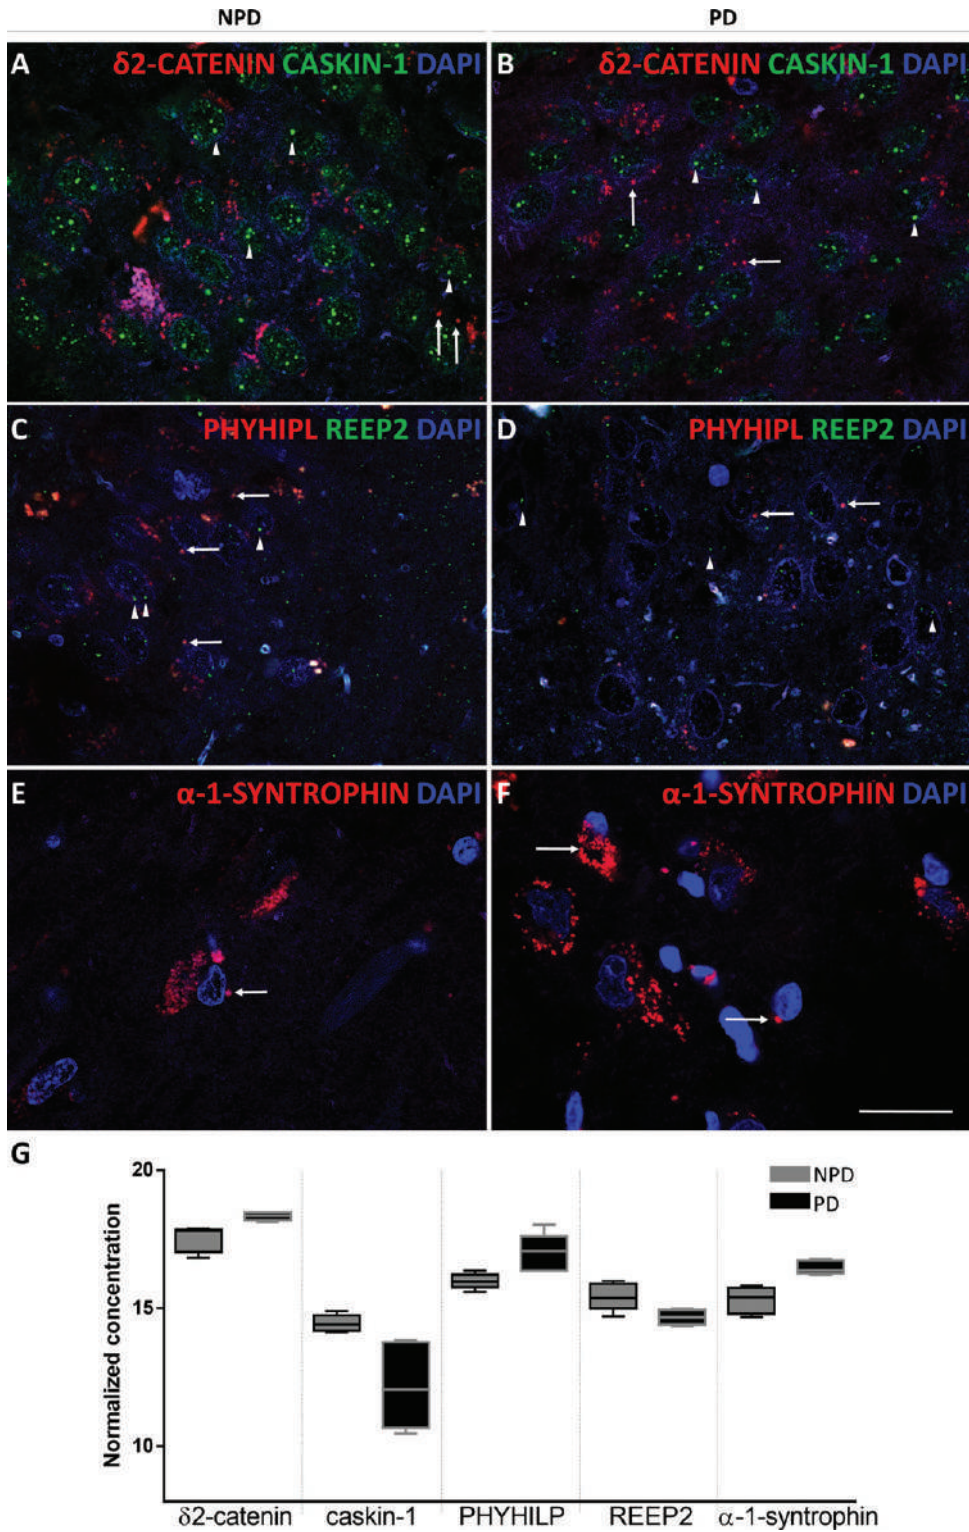 NPD PD
A δ2-CATENIN CASKIN-1 DAPI
B δ2-CATENIN CASKIN-1 DAPI
C PHYHIPL REEP2 DAPI
D PHYHIPL REEP2 DAPI
E α-1-SYNTROPHIN DAPI
F α-1-SYNTROPHIN DAPI
G
Normalized concentration
20
15
10
NPD
PD
δ2-catenin caskin-1 PHYHILP REEP2 α-1-syntrophin